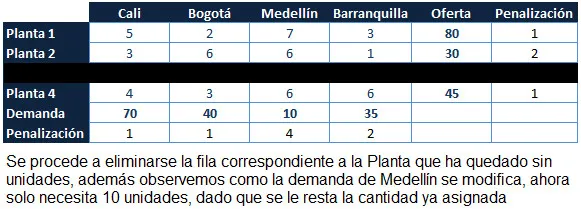 Cali Bogotá Medellín Barranquilla Oferta Penalización
Planta 1 5 2 7 3 80 1
Planta 2 3 6 6 1 30 2
Planta 4 4 3 6 6 45 1
Demanda 70 40 10 35
Penalización 1 1 4 2
Se procede a eliminarse la fila correspondiente a la Planta que ha quedado sin
unidades, además observemos como la demanda de Medellín se modifica, ahora
solo necesita 10 unidades, dado que se le resta la cantidad ya asignada